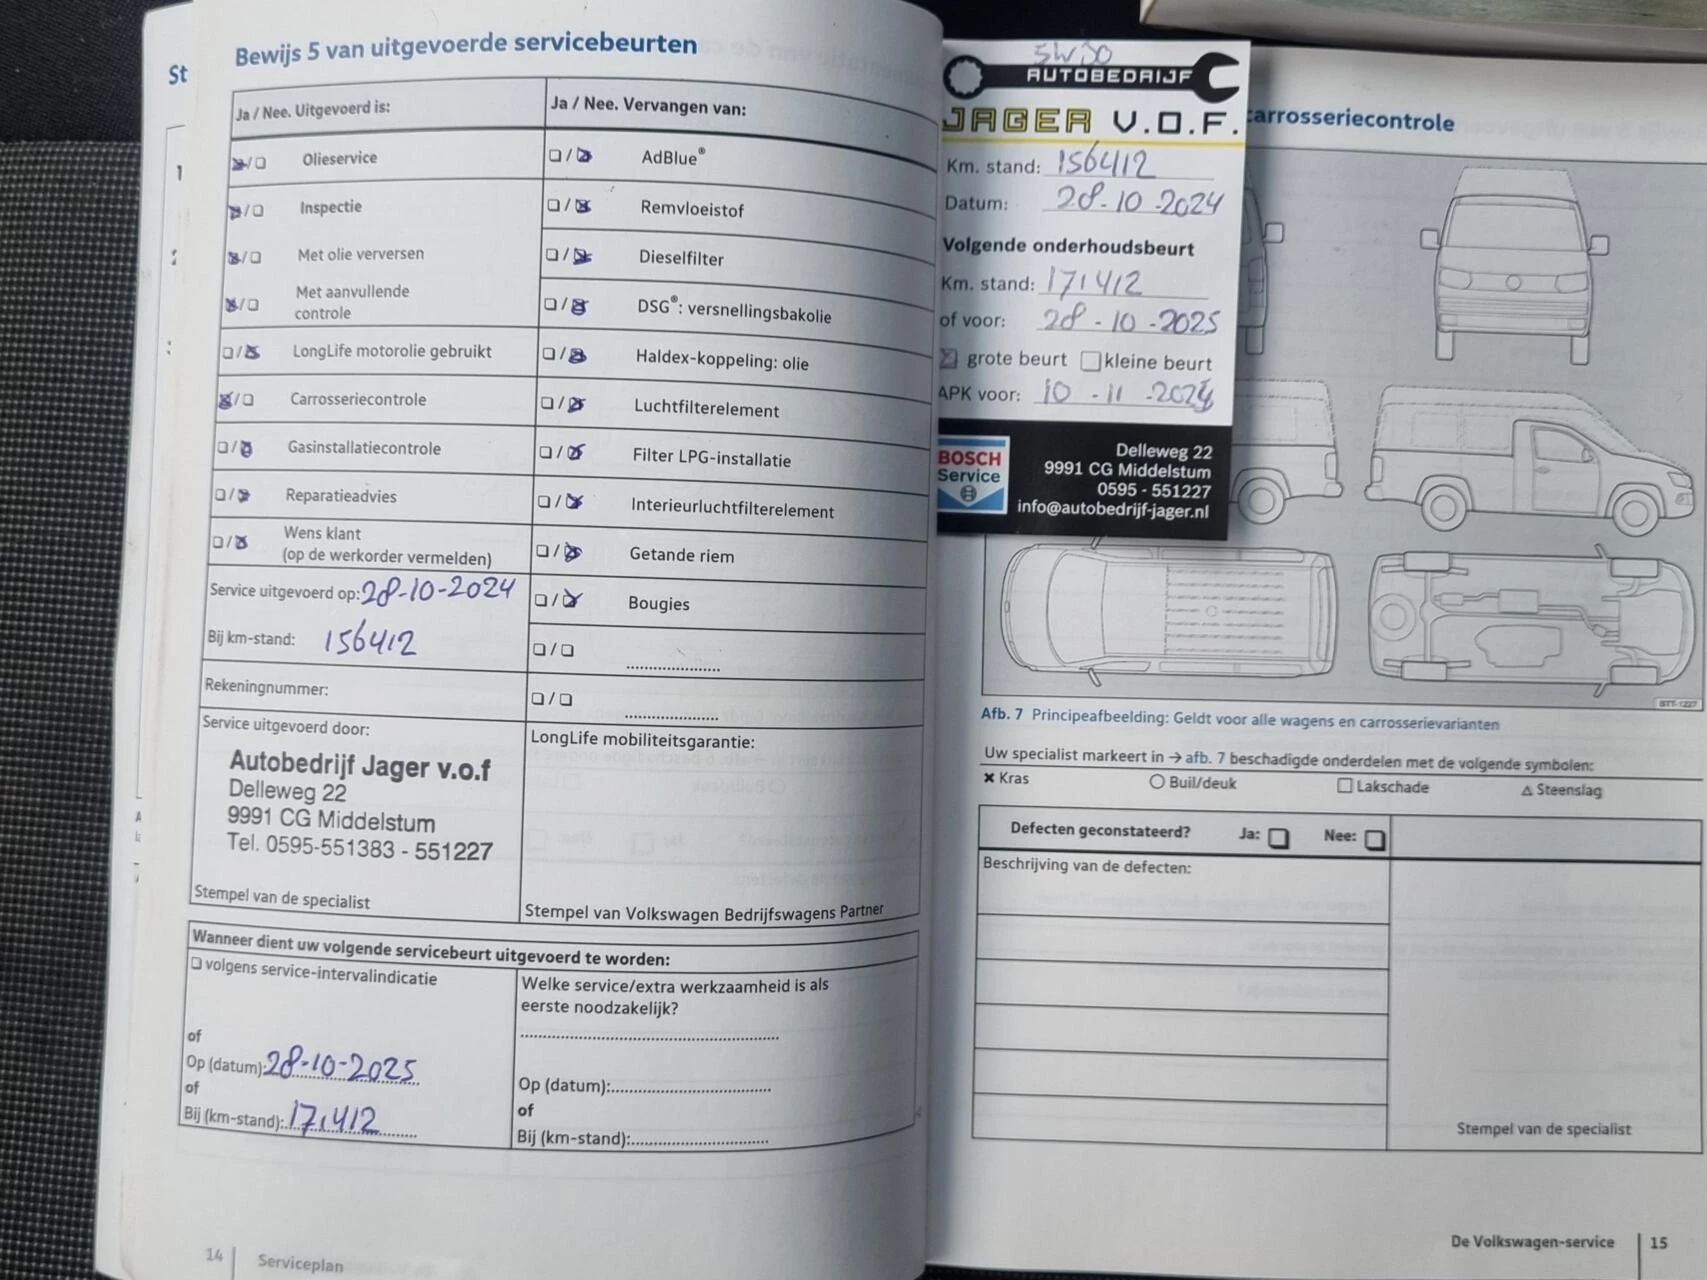 St
1
Bewijs 5 van uitgevoerde servicebeurten
Ja / Nee. Uitgevoerd is:
Olieservice
Inspectie
Met olie verversen
Met aanvullende
controle
LongLife motorolie gebruikt
Carrosseriecontrole
Gasinstallatiecontrole
Reparatieadvies
Wens klant
(op de werkorder vermelden)
Service uitgevoerd op: 28-10-2024
Bij km-stand: 156412
Rekeningnummer:
Service uitgevoerd door:
Autobedrijf Jager v.o.f
Delleweg 22
9991 CG Middelstum
Tel. 0595-551383 - 551227
Stempel van de specialist
Ja / Nee. Vervangen van:
AdBlue®
Remvloeistof
Dieselfilter
DSG®: versnellingsbakolie
Haldex-koppeling: olie
Luchtfilterelement
Filter LPG-installatie
Interieurluchtfilterelement
Getande riem
Bougies
LongLife mobiliteitsgarantie:
Stempel van Volkswagen Bedrijfswagens Partner
Wanneer dient uw volgende servicebeurt uitgevoerd te worden:
volgens service-intervalindicatie
of
Op (datum): 28-10-2025
of
Bij (km-stand): 171412
Welke service/extra werkzaamheid is als
eerste noodzakelijk?
Op (datum):
of
Bij (km-stand):
14 Serviceplan
5W30
AUTOBEDRIJF
JAGER V.O.F.
Km. stand: 156412
Datum: 28-10-2024
Volgende onderhoudsbeurt
Km. stand: 171412
of voor: 28-10-2025
grote beurt kleine beurt
APK voor: 10-11-
BOSCH
Service
Delleweg 22
9991 CG Middelstum
0595 - 551227
info@autobedrijf-jager.nl
carrosseriecontrole
BTT-1227
Afb. 7 Principeafbeelding: Geldt voor alle wagens en carrosserievarianten
Uw specialist markeert in → afb. 7 beschadigde onderdelen met de volgende symbolen:
× Kras ○ Buil/deuk □ Lakschade △ Steenslag
Defecten geconstateerd? Ja: Nee:
Beschrijving van de defecten:
Stempel van de specialist
De Volkswagen-service 15